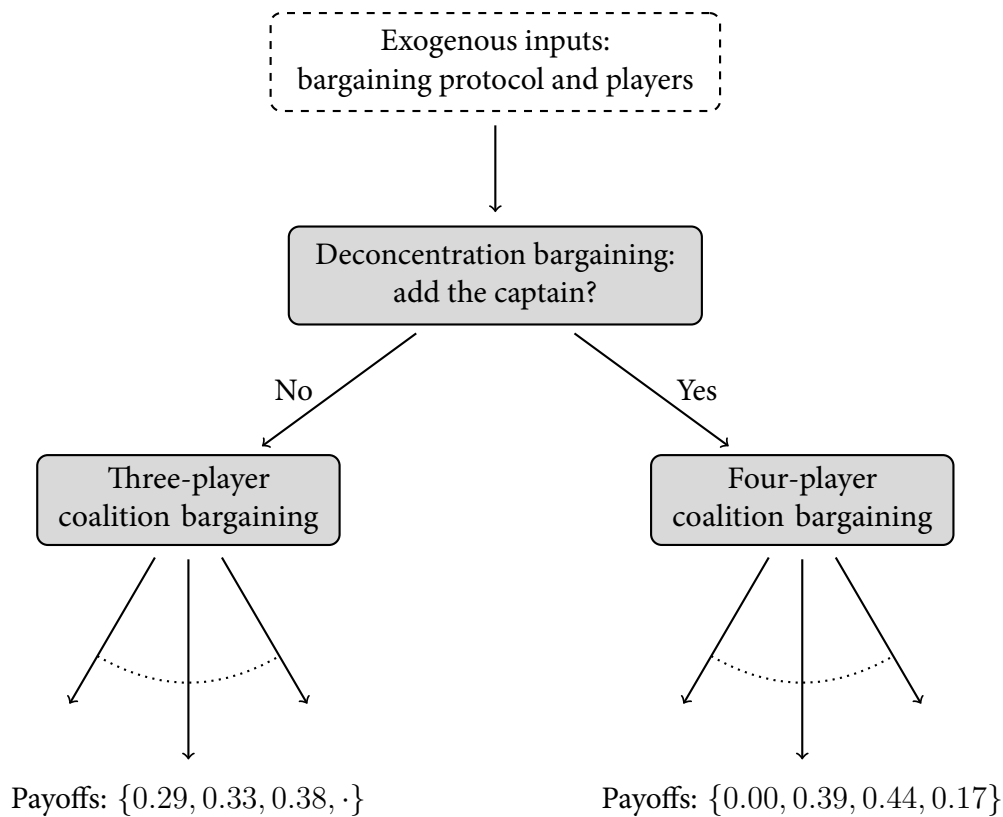 Exogenous inputs:
bargaining protocol and players
Deconcentration bargaining:
add the captain?
No
Yes
Three-player
coalition bargaining
Four-player
coalition bargaining
Payoffs: {0.29, 0.33, 0.38, ·}
Payoffs: {0.00, 0.39, 0.44, 0.17}